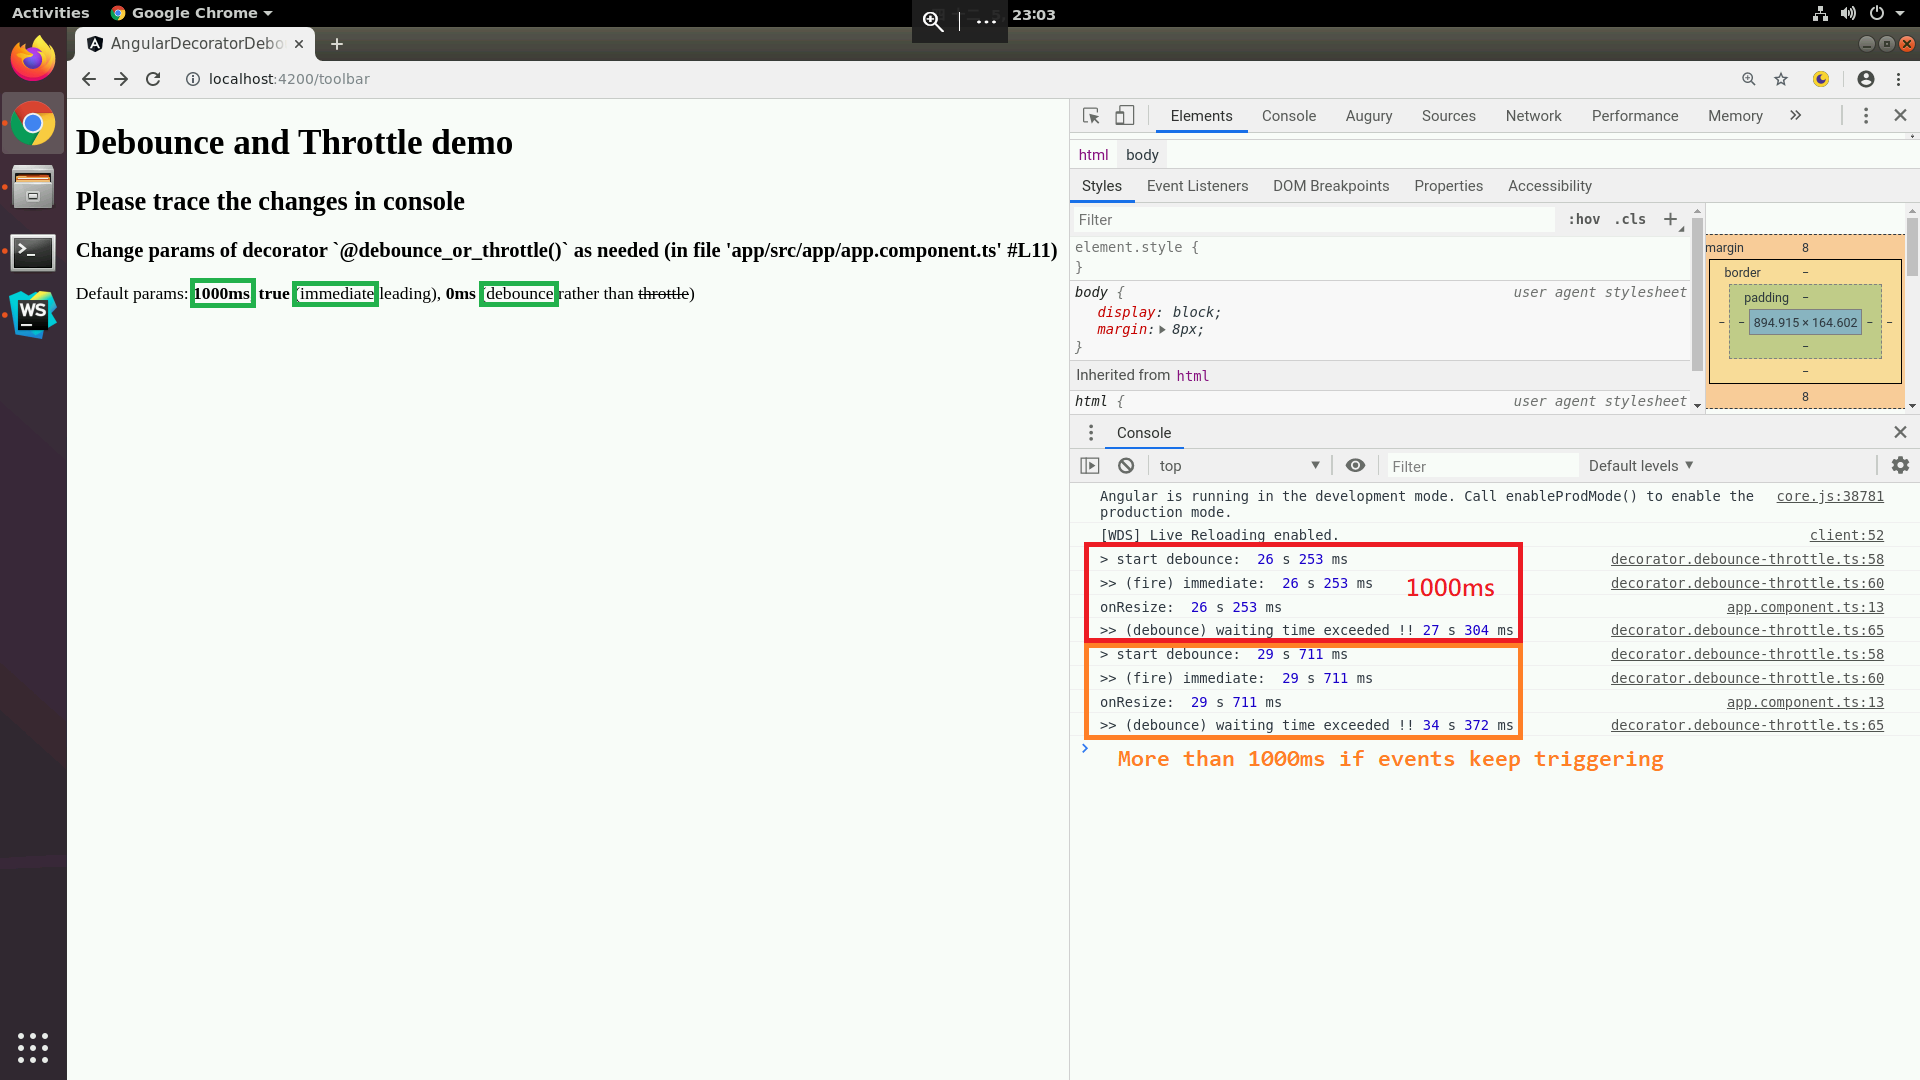 Activities Google Chrome 23:03
AngularDecoratorDebo
localhost:4200/toolbar
Debounce and Throttle demo
Please trace the changes in console
Change params of decorator `@debounce_or_throttle()` as needed (in file 'app/src/app/app.component.ts' #L11)
Default params: 1000ms true (immediate leading), 0ms (debounce rather than throttle)
WS
Elements Console Augury Sources Network Performance Memory
html body
Styles Event Listeners DOM Breakpoints Properties Accessibility
Filter :hov .cls +
element.style {
}
body { user agent stylesheet
display: block;
margin: 8px;
}
Inherited from html
html { user agent stylesheet
margin 8
border –
padding –
– – 894.915 × 164.602 – –
–
–
8
Console
top Filter Default levels
Angular is running in the development mode. Call enableProdMode() to enable the core.js:38781
production mode.
[WDS] Live Reloading enabled. client:52
> start debounce: 26 s 253 ms decorator.debounce-throttle.ts:58
>> (fire) immediate: 26 s 253 ms decorator.debounce-throttle.ts:60
1000ms
onResize: 26 s 253 ms app.component.ts:13
>> (debounce) waiting time exceeded !! 27 s 304 ms decorator.debounce-throttle.ts:65
> start debounce: 29 s 711 ms decorator.debounce-throttle.ts:58
>> (fire) immediate: 29 s 711 ms decorator.debounce-throttle.ts:60
onResize: 29 s 711 ms app.component.ts:13
>> (debounce) waiting time exceeded !! 34 s 372 ms decorator.debounce-throttle.ts:65
More than 1000ms if events keep triggering